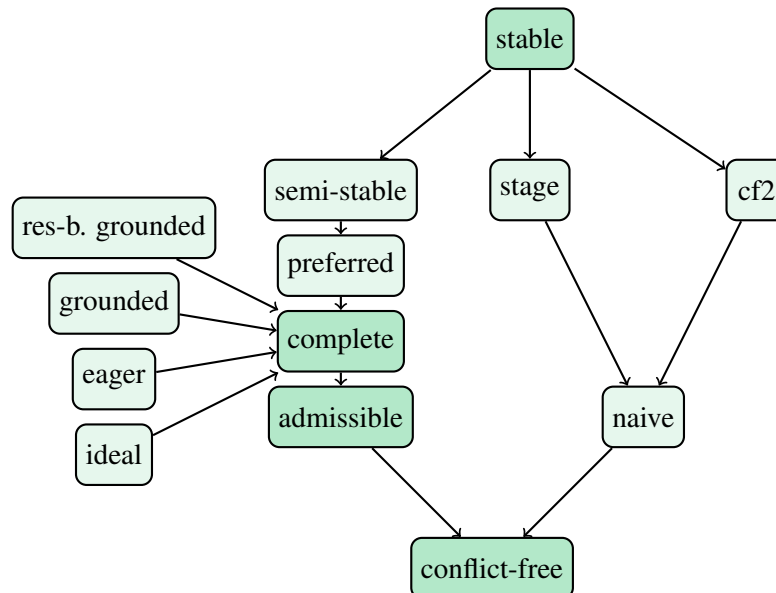 stable
semi-stable
stage
cf2
res-b. grounded
preferred
grounded
complete
eager
admissible
naive
ideal
conflict-free